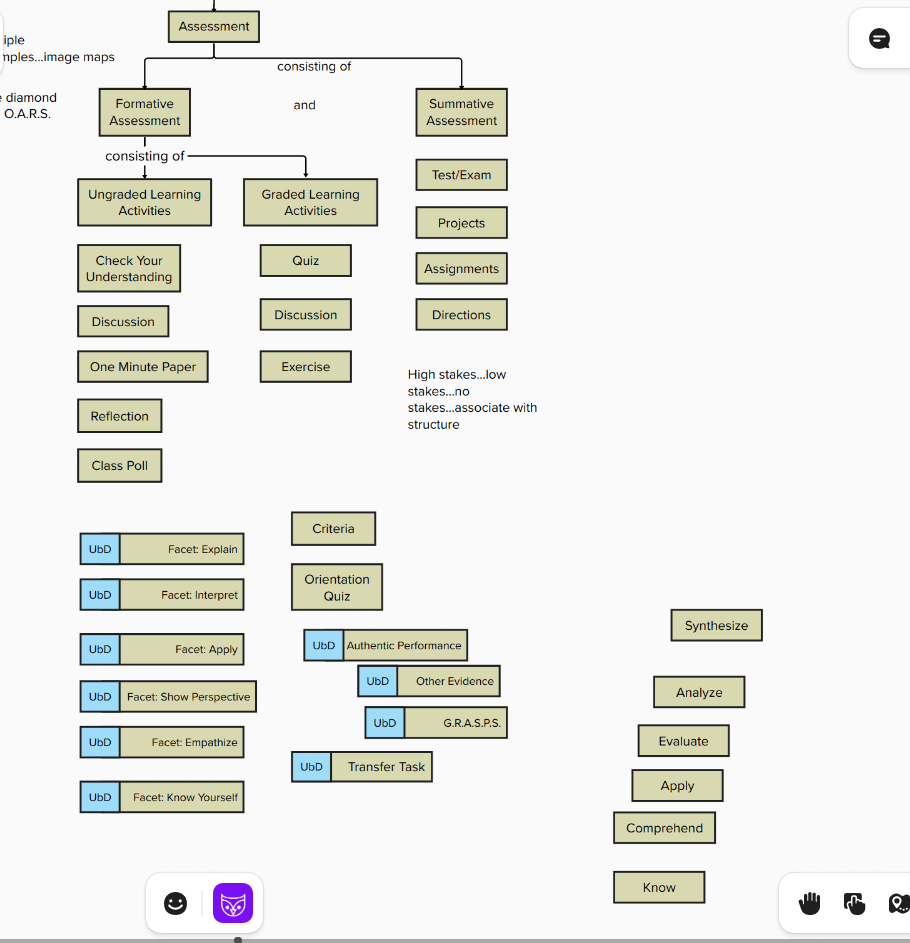 Assessment
iple
mples...image maps
consisting of
e diamond
O.A.R.S.
Formative
Assessment
and
Summative
Assessment
consisting of
Test/Exam
Ungraded Learning
Activities
Graded Learning
Activities
Projects
Check Your
Understanding
Quiz
Assignments
Discussion
Discussion
Directions
One Minute Paper
Exercise
High stakes...low
stakes...no
stakes...associate with
structure
Reflection
Class Poll
Criteria
UbD Facet: Explain
Orientation
Quiz
UbD Facet: Interpret
Synthesize
UbD Authentic Performance
UbD Facet: Apply
UbD Other Evidence
Analyze
UbD Facet: Show Perspective
UbD G.R.A.S.P.S.
Evaluate
UbD Facet: Empathize
UbD Transfer Task
Apply
UbD Facet: Know Yourself
Comprehend
Know